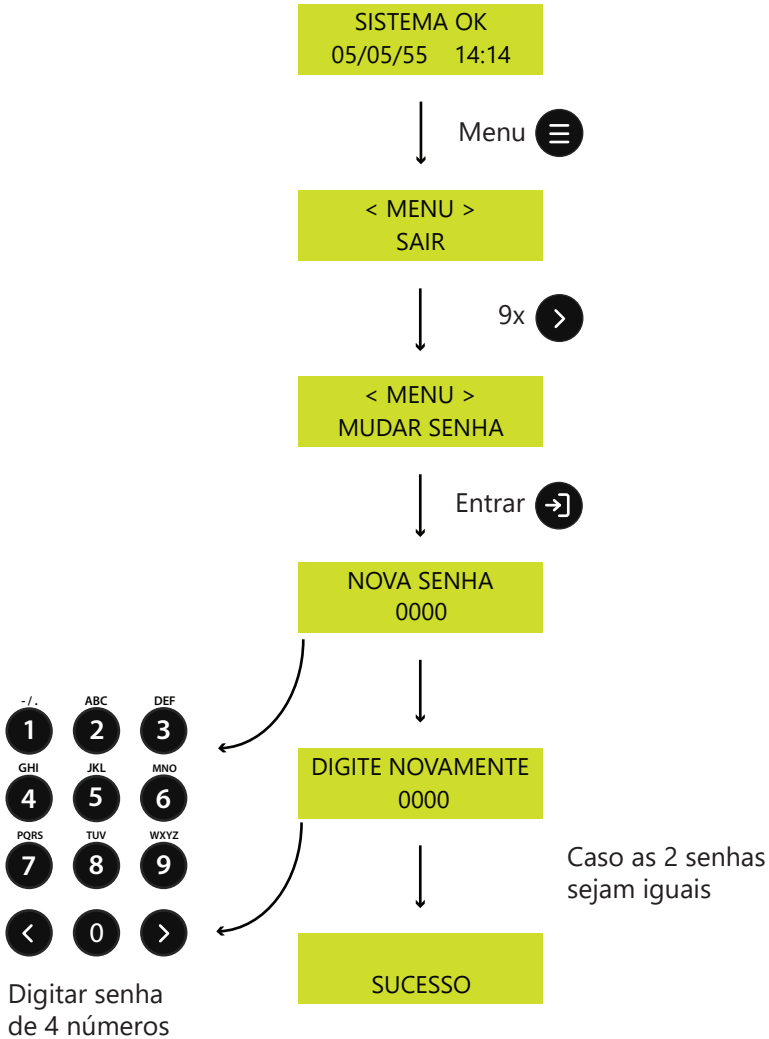 SISTEMA OK
05/05/55 14:14
Menu
< MENU >
SAIR
9x
< MENU >
MUDAR SENHA
Entrar
NOVA SENHA
0000
-/. ABC DEF
1 2 3
GHI JKL MNO
4 5 6
PQRS TUV WXYZ
7 8 9
< 0 >
Digitar senha
de 4 números
DIGITE NOVAMENTE
0000
Caso as 2 senhas
sejam iguais
SUCESSO